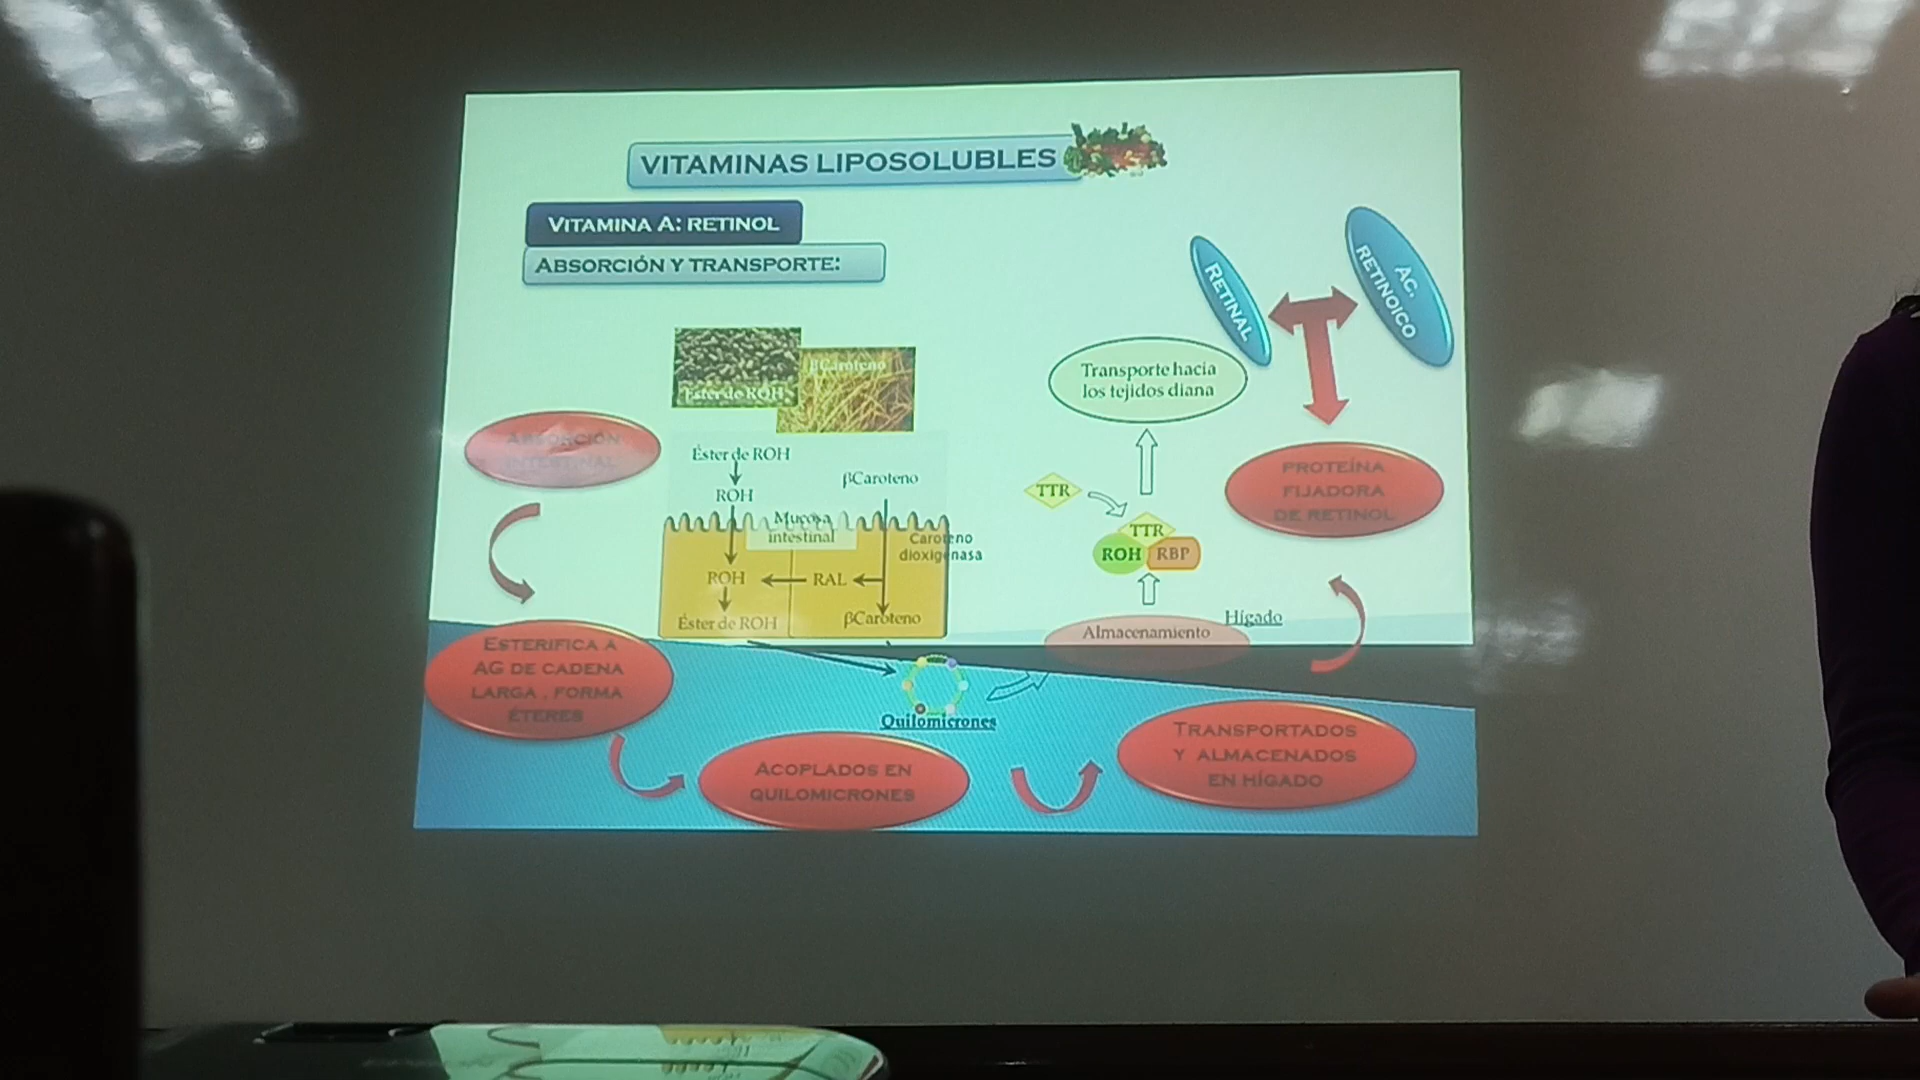 VITAMINAS LIPOSOLUBLES
VITAMINA A: RETINOL
ABSORCIÓN Y TRANSPORTE:
RETINAL
AC.
RETINOICO
βCaroteno
Éster de ROH
Transporte hacia
los tejidos diana
ABSORCIÓN
INTESTINAL
Éster de ROH
ROH
βCaroteno
Mucosa
intestinal
Caroteno
dioxigenasa
ROH
RAL
Éster de ROH
βCaroteno
TTR
TTR
ROH
RBP
PROTEÍNA
FIJADORA
DE RETINOL
Almacenamiento
Hígado
ESTERIFICA A
AG DE CADENA
LARGA , FORMA
ÉTERES
Quilomicrones
ACOPLADOS EN
QUILOMICRONES
TRANSPORTADOS
Y ALMACENADOS
EN HÍGADO